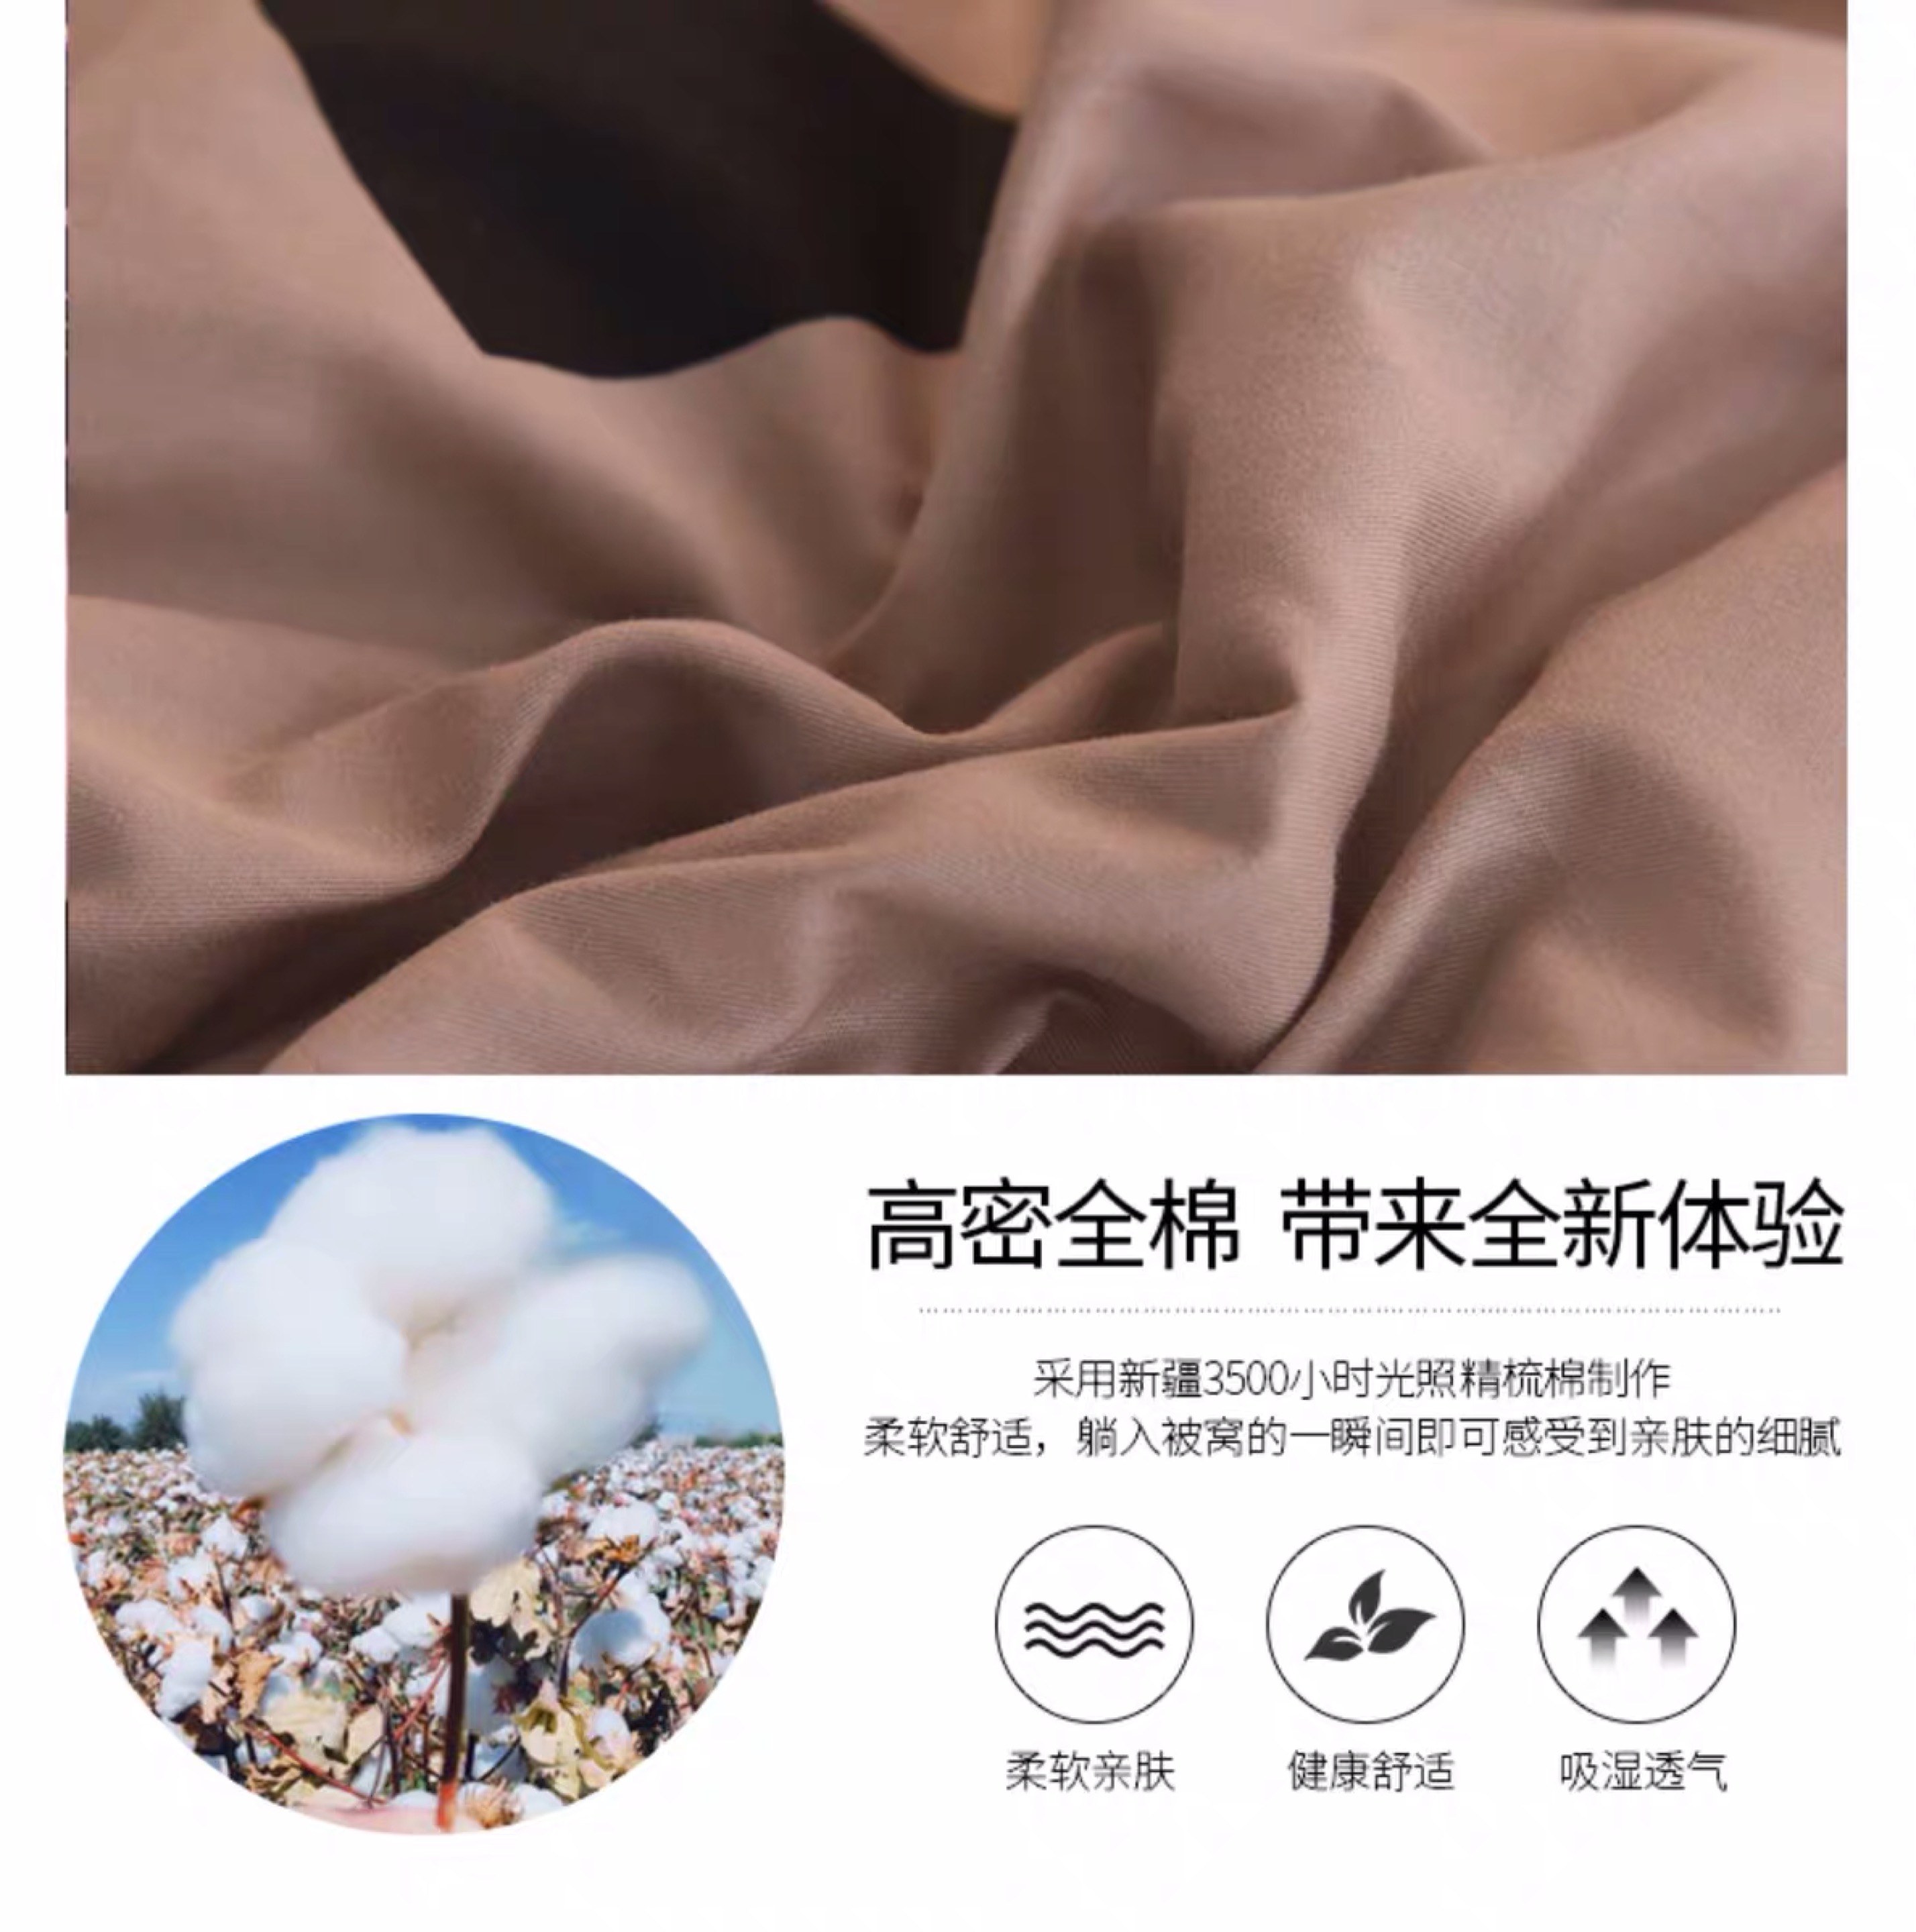 高密全棉 带来全新体验
采用新疆3500小时光照精梳棉制作
柔软舒适，躺入被窝的一瞬间即可感受到亲肤的细腻
柔软亲肤 健康舒适 吸湿透气